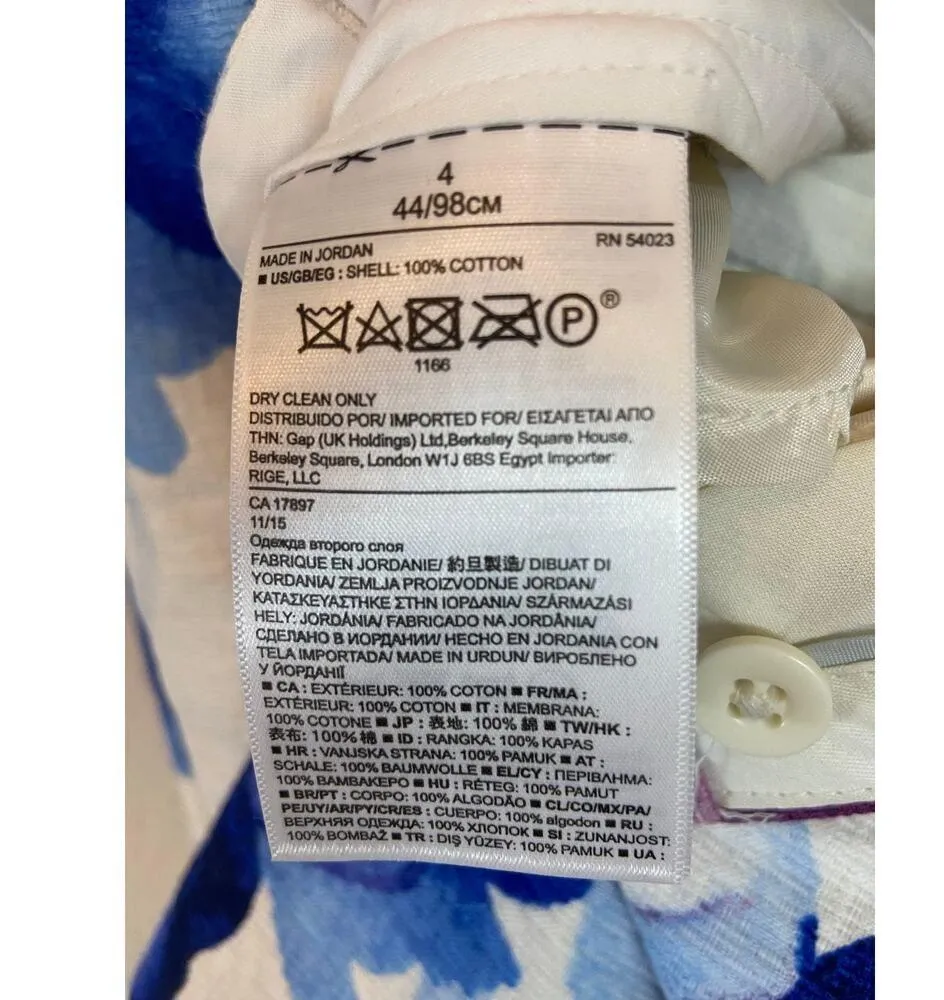 4
44/98CM
MADE IN JORDAN
RN 54023
■ US/GB/EG : SHELL: 100% COTTON
P ®
1166
DRY CLEAN ONLY
DISTRIBUIDO POR/ IMPORTED FOR/ ΕΙΣΑΓΕΤΑΙ ΑΠΟ
ΤΗΝ: Gap (UK Holdings) Ltd,Berkeley Square House,
Berkeley Square, London W1J 6BS Egypt Importer:
RIGE, LLC
CA 17897
11/15
Одежда второго слоя
FABRIQUE EN JORDANIE/ 約旦製造/ DIBUAT DI
YORDANIA/ ZEMLJA PROIZVODNJE JORDAN/
ΚΑΤΑΣΚΕΥΑΣΤΗΚΕ ΣΤΗΝ ΙΟΡΔΑΝΙΑ/ SZÁRMAZÁSI
HELY: JORDÁNIA/ FABRICADO NA JORDÂNIA/
СДЕЛАНО В ИОРДАНИИ/ HECHO EN JORDANIA CON
TELA IMPORTADA/ MADE IN URDUN/ ВИРОБЛЕНО
У ЙОРДАНІЇ
■ CA : EXTÉRIEUR: 100% COTON ■ FR/MA :
EXTÉRIEUR: 100% COTON ■ IT : MEMBRANA:
100% COTONE ■ JP : 表地: 100% 綿 ■ TW/HK :
表布: 100% 棉 ■ ID : RANGKA: 100% KAPAS
■ HR : VANJSKA STRANA: 100% PAMUK ■ AT :
SCHALE: 100% BAUMWOLLE ■ EL/CY : ΠΕΡΙΒΛΗΜΑ:
100% ΒΑΜΒΑΚΕΡΟ ■ HU : RÉTEG: 100% PAMUT
■ BR/PT : CORPO: 100% ALGODÃO ■ CL/CO/MX/PA/
PE/UY/AR/PY/CR/ES : CUERPO: 100% algodon ■ RU :
ВЕРХНЯЯ ОДЕЖДА: 100% ХЛОПОК ■ SI : ZUNANJOST:
100% BOMBAŽ ■ TR : DIŞ YÜZEY: 100% PAMUK ■ UA :